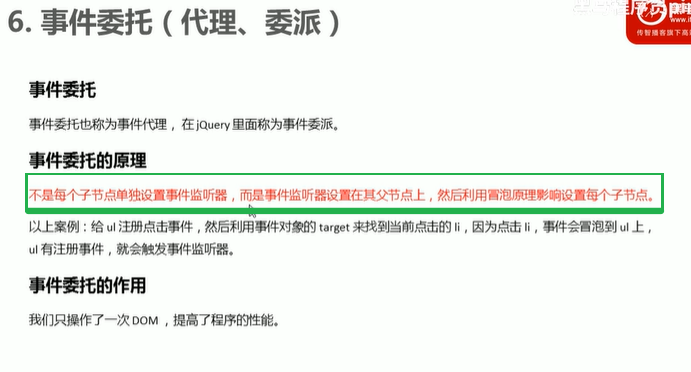 6. 事件委托（代理、委派）
传智播客旗下高
事件委托
事件委托也称为事件代理， 在 jQuery 里面称为事件委派。
事件委托的原理
不是每个子节点单独设置事件监听器，而是事件监听器设置在其父节点上，然后利用冒泡原理影响设置每个子节点。
以上案例：给 ul 注册点击事件，然后利用事件对象的 target 来找到当前点击的 li，因为点击 li，事件会冒泡到 ul 上，
ul 有注册事件，就会触发事件监听器。
事件委托的作用
我们只操作了一次 DOM ，提高了程序的性能。